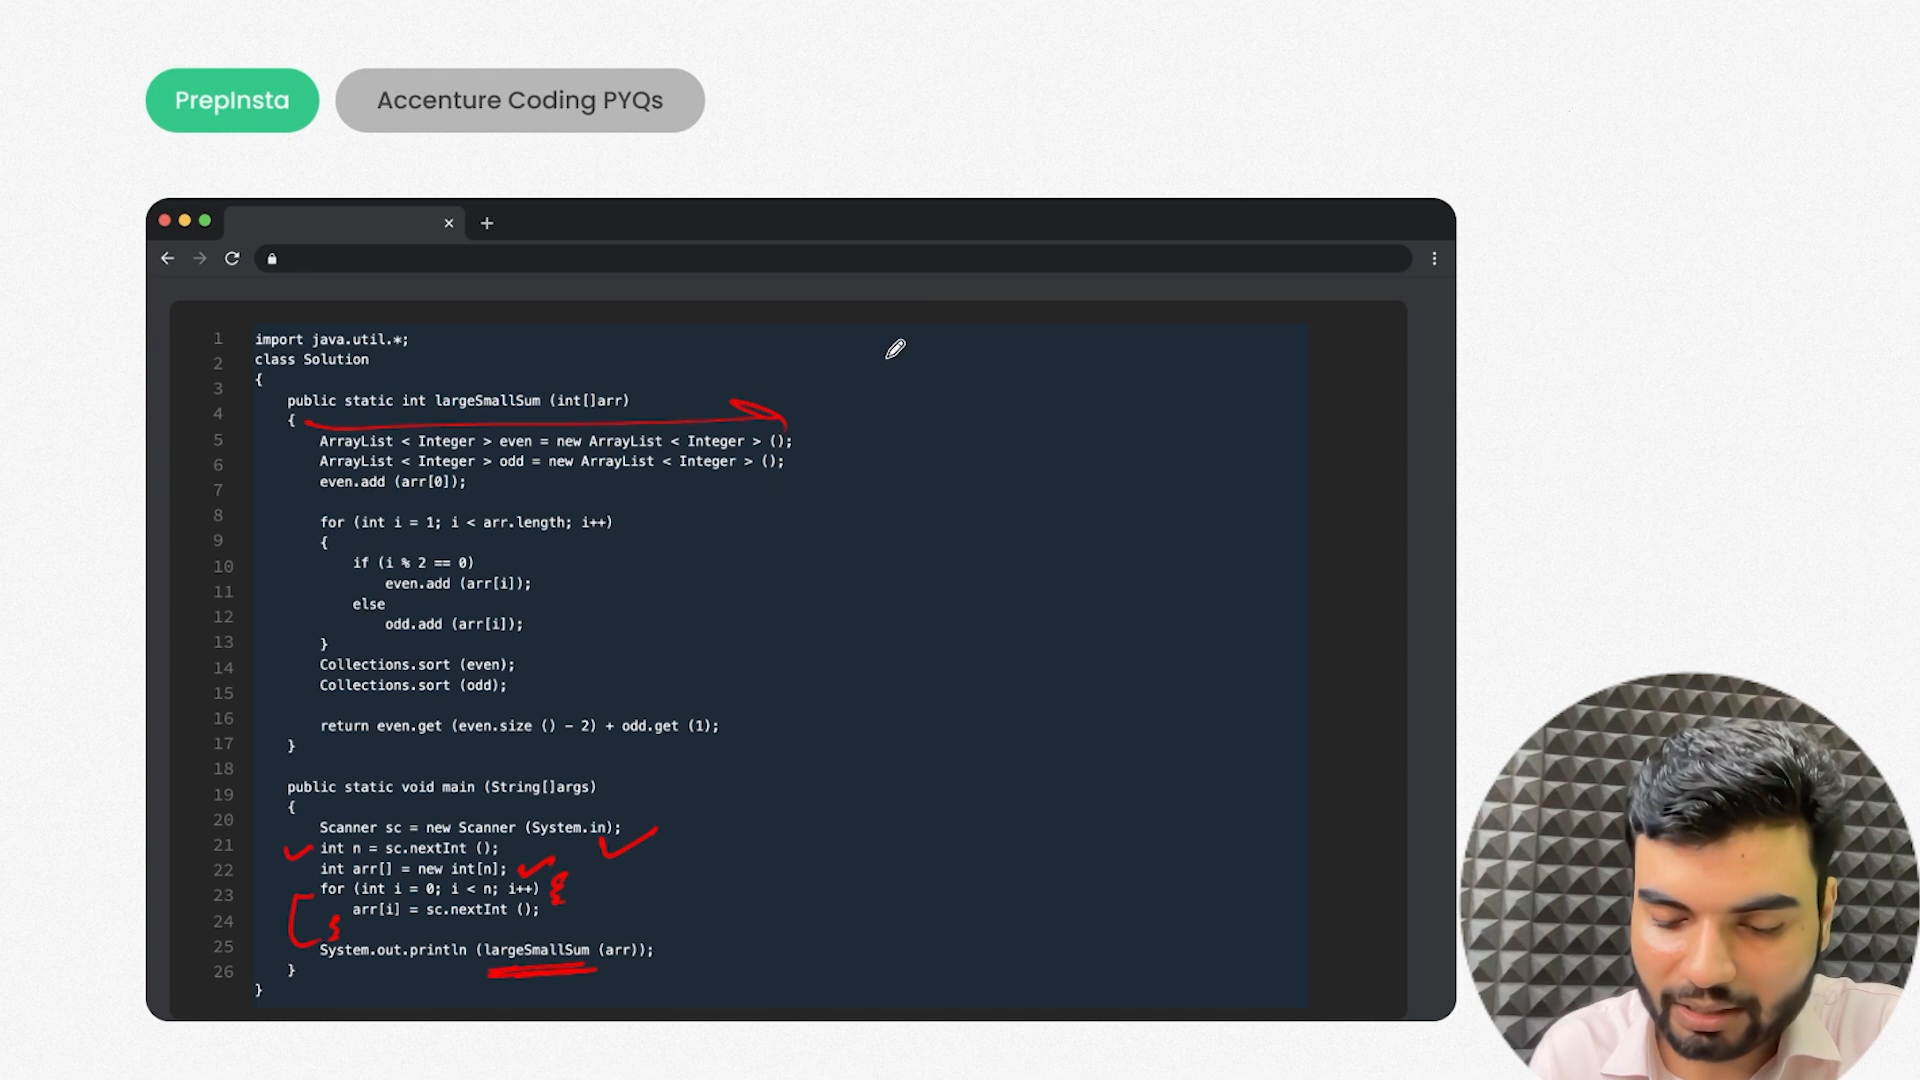 PrepInsta
Accenture Coding PYQs
1
2
3
4
5
6
7
8
9
10
11
12
13
14
15
16
17
18
19
20
21
22
23
24
25
26
import java.util.*;
class Solution
{
public static int largeSmallSum (int[]arr)
{
ArrayList < Integer > even = new ArrayList < Integer > ();
ArrayList < Integer > odd = new ArrayList < Integer > ();
even.add (arr[0]);
for (int i = 1; i < arr.length; i++)
{
if (i % 2 == 0)
even.add (arr[i]);
else
odd.add (arr[i]);
}
Collections.sort (even);
Collections.sort (odd);
return even.get (even.size () - 2) + odd.get (1);
}
public static void main (String[]args)
{
Scanner sc = new Scanner (System.in);
int n = sc.nextInt ();
int arr[] = new int[n];
for (int i = 0; i < n; i++) {
arr[i] = sc.nextInt ();
}
System.out.println (largeSmallSum (arr));
}
}